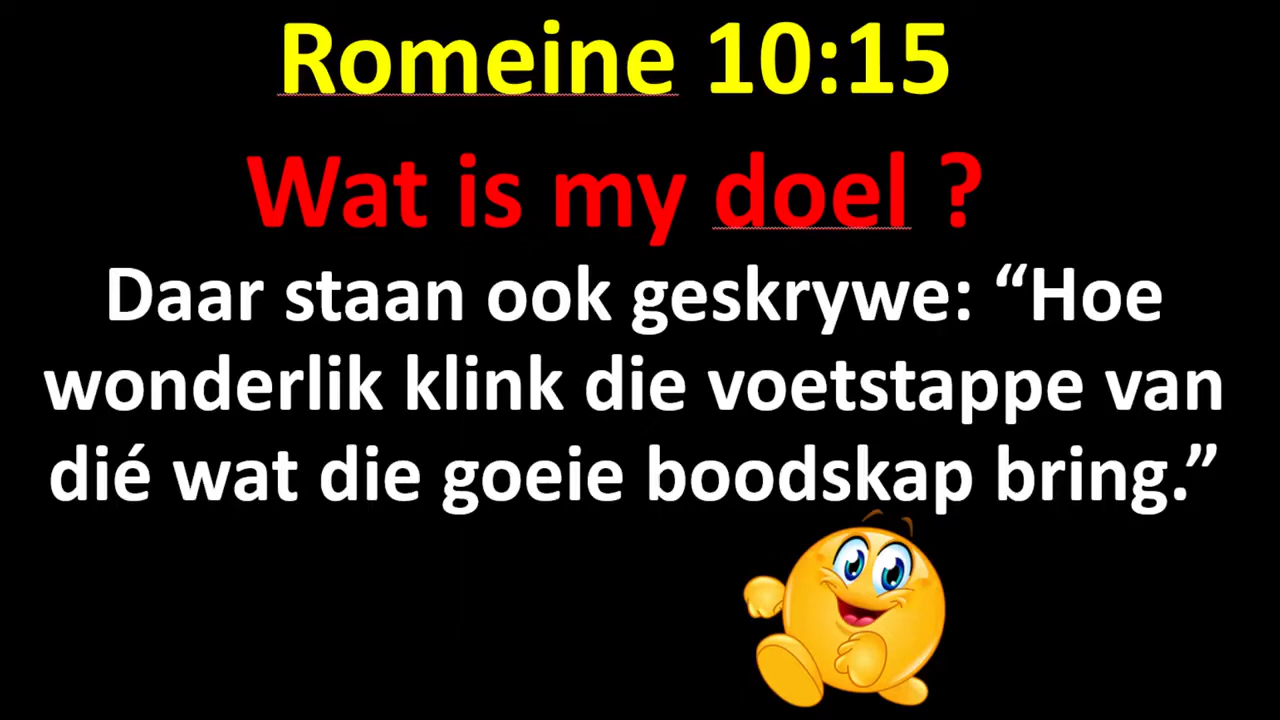 Romeine 10:15
Wat is my doel ?
Daar staan ook geskrywe: “Hoe
wonderlik klink die voetstappe van
dié wat die goeie boodskap bring.”